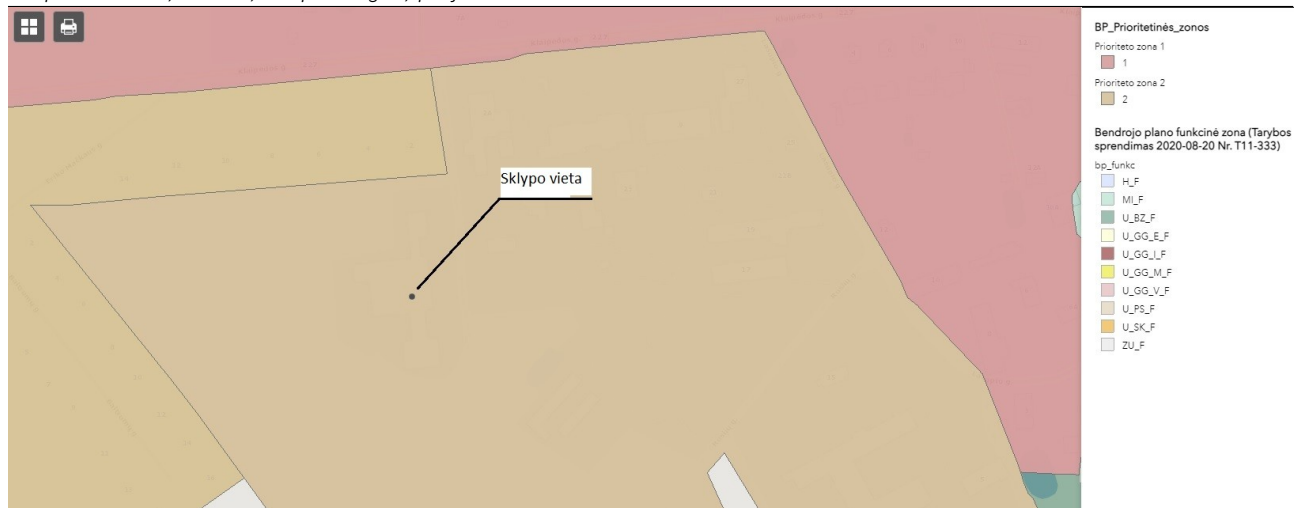 Sklypo vieta
BP_Prioritetinės_zonos
Prioriteto zona 1
1
Prioriteto zona 2
2
Bendrojo plano funkcinė zona (Tarybos
sprendimas 2020-08-20 Nr. T11-333)
bp_funkc
H_F
MI_F
U_BZ_F
U_GG_E_F
U_GG_I_F
U_GG_M_F
U_GG_V_F
U_PS_F
U_SK_F
ZU_F